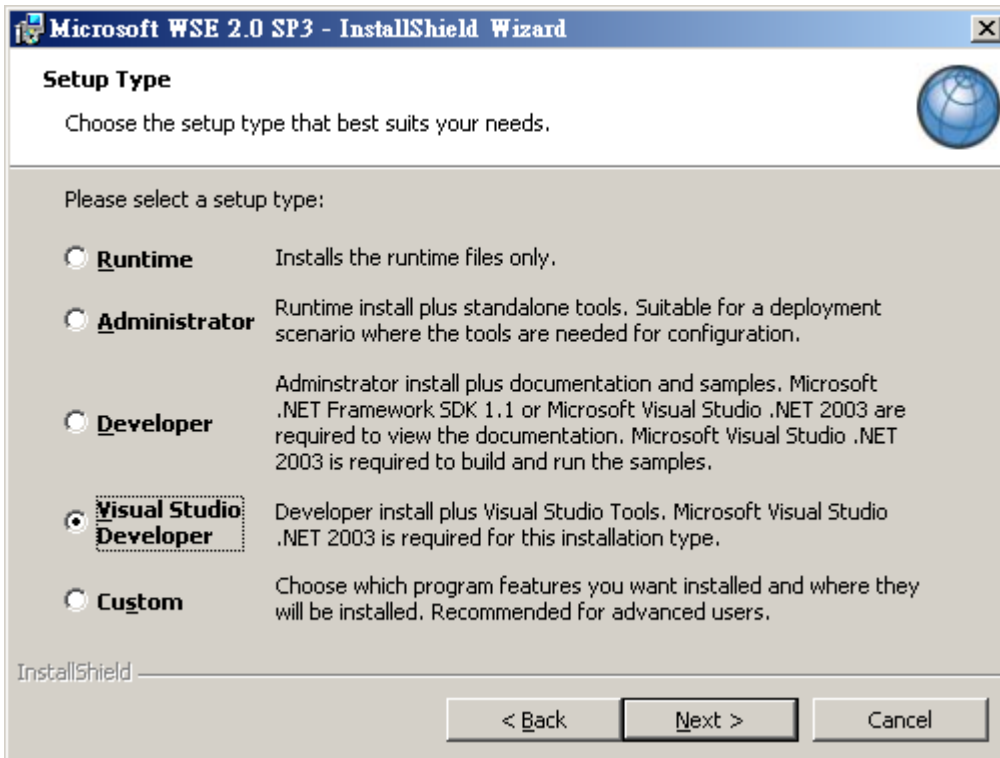 Microsoft WSE 2.0 SP3 - InstallShield Wizard
Setup Type
Choose the setup type that best suits your needs.
Please select a setup type:
Runtime
Installs the runtime files only.
Administrator
Runtime install plus standalone tools. Suitable for a deployment
scenario where the tools are needed for configuration.
Developer
Adminstrator install plus documentation and samples. Microsoft
.NET Framework SDK 1.1 or Microsoft Visual Studio .NET 2003 are
required to view the documentation. Microsoft Visual Studio .NET
2003 is required to build and run the samples.
Visual Studio
Developer
Developer install plus Visual Studio Tools. Microsoft Visual Studio
.NET 2003 is required for this installation type.
Custom
Choose which program features you want installed and where they
will be installed. Recommended for advanced users.
InstallShield
< Back
Next >
Cancel